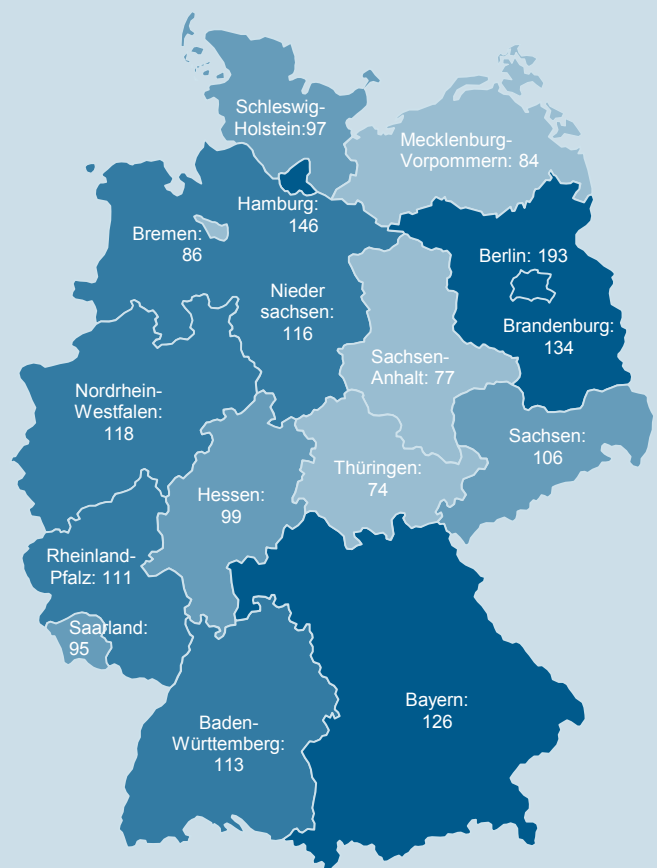 Schleswig-
Holstein:97
Mecklenburg-
Vorpommern: 84
Hamburg:
146
Bremen:
86
Berlin: 193
Nieder
sachsen:
116
Brandenburg:
134
Sachsen-
Anhalt: 77
Nordrhein-
Westfalen:
118
Sachsen:
106
Thüringen:
74
Hessen:
99
Rheinland-
Pfalz: 111
Saarland:
95
Bayern:
126
Baden-
Württemberg:
113